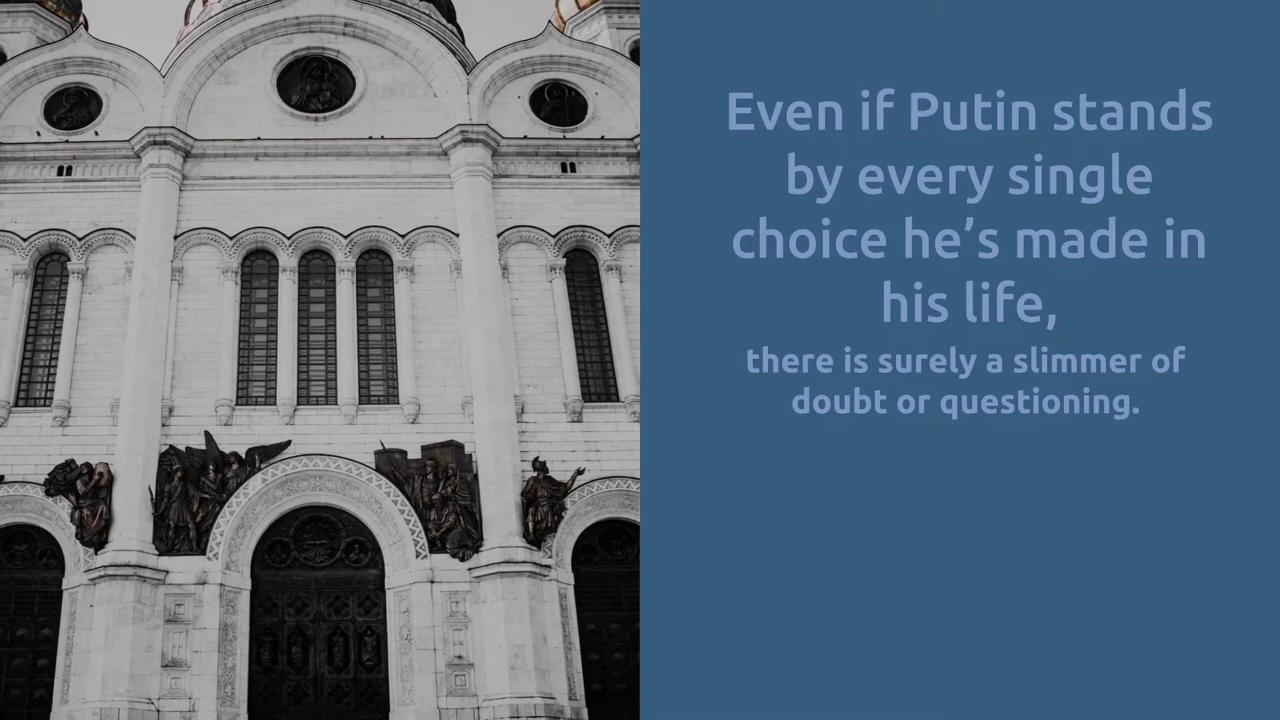 Even if Putin stands
by every single
choice he’s made in
his life,
there is surely a slimmer of
doubt or questioning.